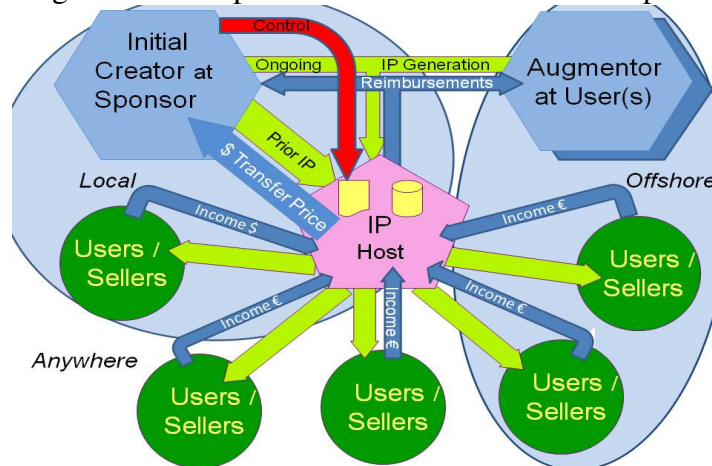 Control
Initial
Creator at
Sponsor
Ongoing IP Generation
Reimbursements
Augmentor
at User(s)
Prior IP
$ Transfer Price
Local
Offshore
IP
Host
Income $
Income €
Users /
Sellers
Users /
Sellers
Income €
Income €
Income €
Anywhere
Users /
Sellers
Users /
Sellers
Users /
Sellers